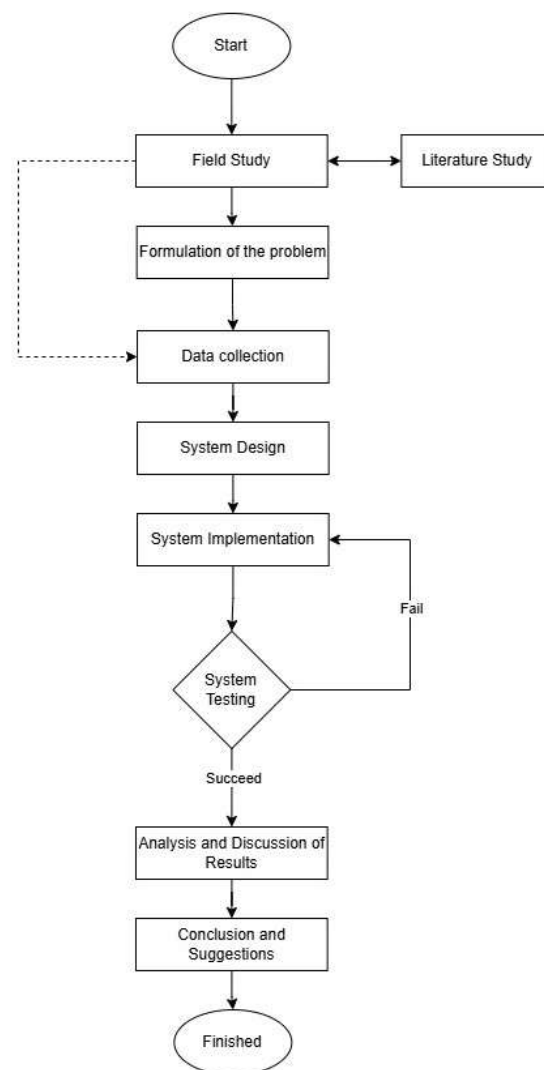 Start
Field Study
Literature Study
Formulation of the problem
Data collection
System Design
System Implementation
Fail
System
Testing
Succeed
Analysis and Discussion of
Results
Conclusion and
Suggestions
Finished